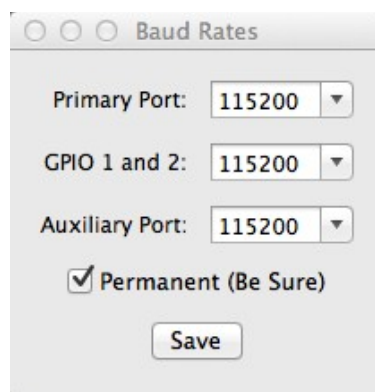 Baud Rates
Primary Port: 115200
GPIO 1 and 2: 115200
Auxiliary Port: 115200
Permanent (Be Sure)
Save